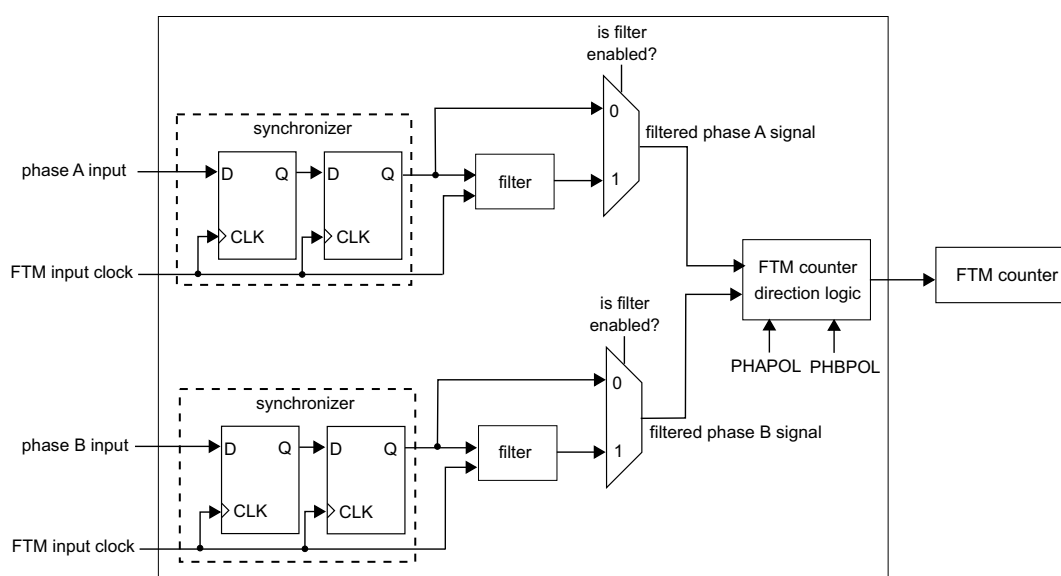 is filter
enabled?
synchronizer
0
filtered phase A signal
phase A input
D Q D Q
filter
1
CLK CLK
FTM input clock
FTM counter
direction logic
FTM counter
is filter
enabled?
PHAPOL PHBPOL
synchronizer
0
phase B input
D Q D Q
filter
1
filtered phase B signal
CLK CLK
FTM input clock